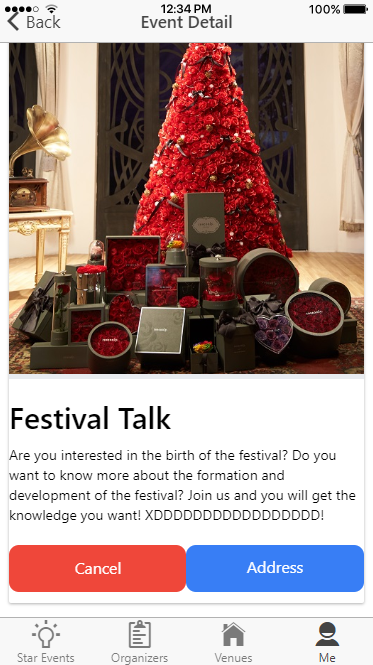 12:34 PM
100%
Back
Event Detail
Festival Talk
Are you interested in the birth of the festival? Do you
want to know more about the formation and
development of the festival? Join us and you will get the
knowledge you want! XDDDDDDDDDDDDDDDDD!
Cancel
Address
Star Events
Organizers
Venues
Me